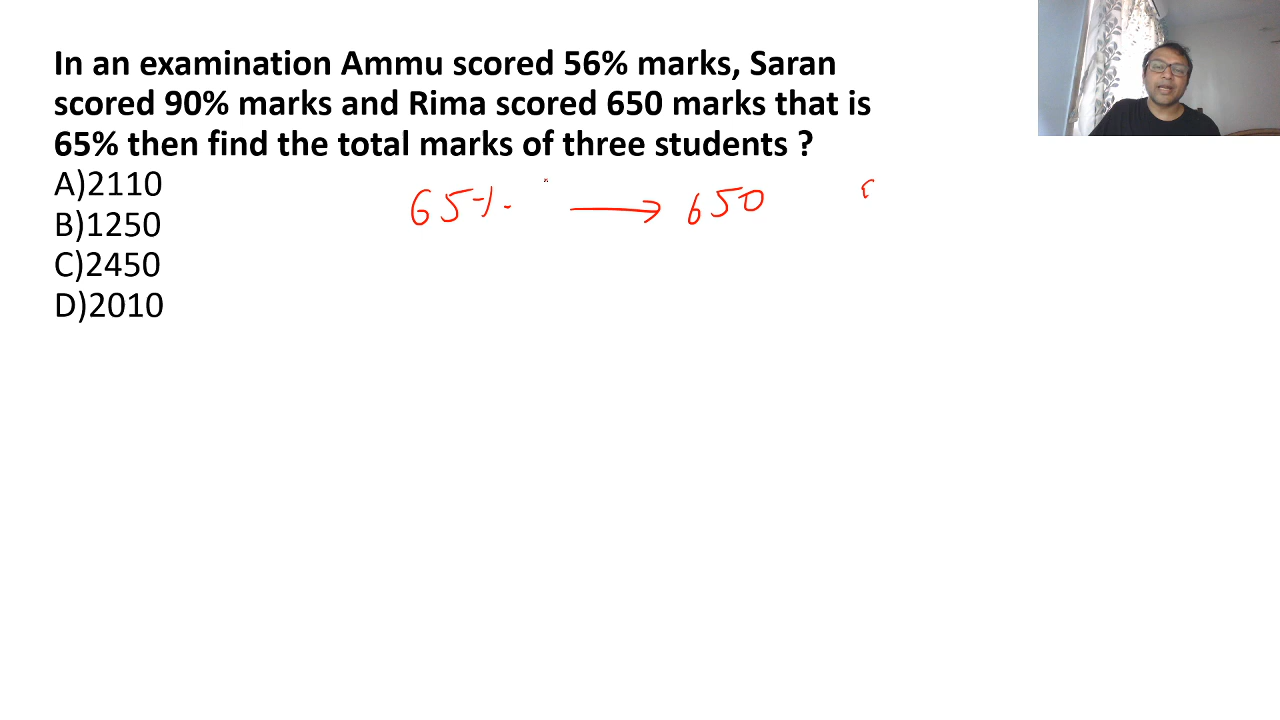 In an examination Ammu scored 56% marks, Saran
scored 90% marks and Rima scored 650 marks that is
65% then find the total marks of three students ?
A)2110
65% → 650
B)1250
C)2450
D)2010